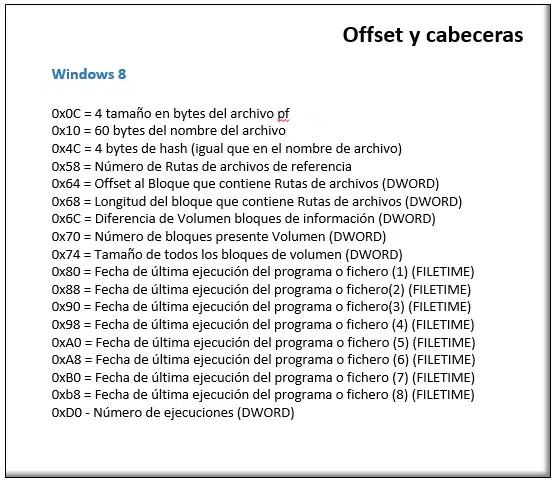 Offset y cabeceras
Windows 8
0x0C = 4 tamaño en bytes del archivo pf
0x10 = 60 bytes del nombre del archivo
0x4C = 4 bytes de hash (igual que en el nombre de archivo)
0x58 = Número de Rutas de archivos de referencia
0x64 = Offset al Bloque que contiene Rutas de archivos (DWORD)
0x68 = Longitud del bloque que contiene Rutas de archivos (DWORD)
0x6C = Diferencia de Volumen bloques de información (DWORD)
0x70 = Número de bloques presente Volumen (DWORD)
0x74 = Tamaño de todos los bloques de volumen (DWORD)
0x80 = Fecha de última ejecución del programa o fichero (1) (FILETIME)
0x88 = Fecha de última ejecución del programa o fichero(2) (FILETIME)
0x90 = Fecha de última ejecución del programa o fichero(3) (FILETIME)
0x98 = Fecha de última ejecución del programa o fichero (4) (FILETIME)
0xA0 = Fecha de última ejecución del programa o fichero (5) (FILETIME)
0xA8 = Fecha de última ejecución del programa o fichero (6) (FILETIME)
0xB0 = Fecha de última ejecución del programa o fichero (7) (FILETIME)
0xb8 = Fecha de última ejecución del programa o fichero (8) (FILETIME)
0xD0 - Número de ejecuciones (DWORD)